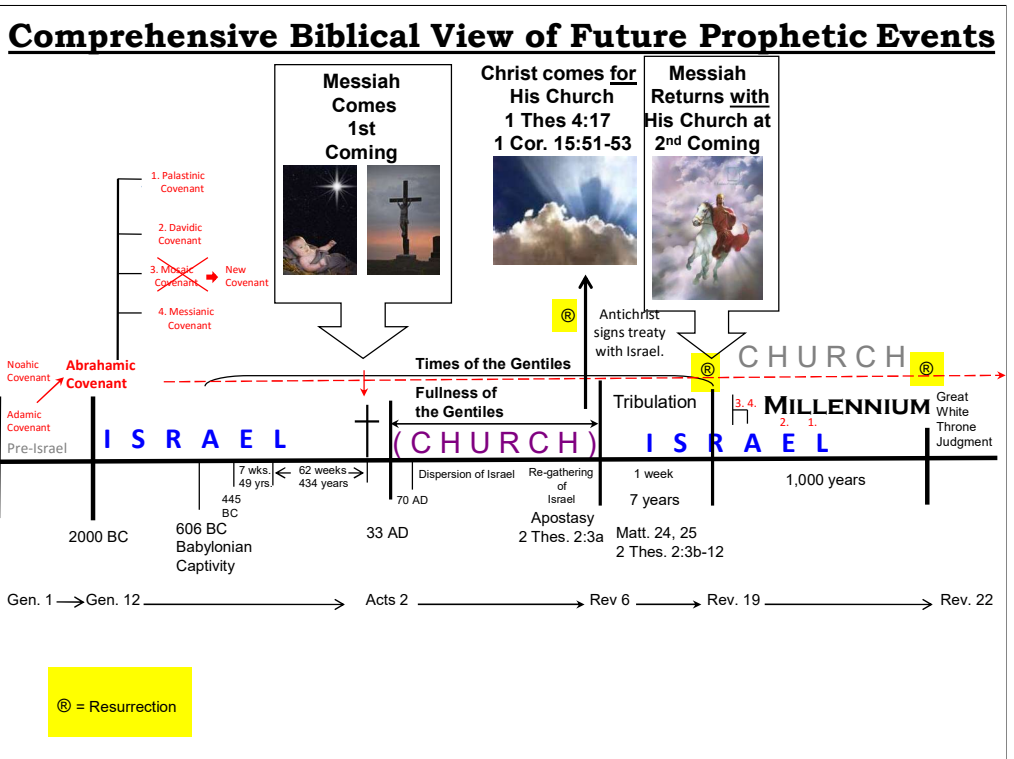 Comprehensive Biblical View of Future Prophetic Events
Messiah
Comes
1st
Coming
Christ comes for
His Church
1 Thes 4:17
1 Cor. 15:51-53
Messiah
Returns with
His Church at
2nd Coming
1. Palastinic
Covenant
2. Davidic
Covenant
3. Mosaic
Covenant
New
Covenant
4. Messianic
Covenant
®
Antichrist
signs treaty
with Israel.
Noahic
Covenant
Abrahamic
Covenant
Adamic
Covenant
Pre-Israel
Times of the Gentiles
®
CHURCH
®
Fullness of
the Gentiles
Tribulation
3. 4.
MILLENNIUM
2. 1.
Great
White
Throne
Judgment
ISRAEL
(CHURCH)
ISRAEL
7 wks.
49 yrs.
62 weeks
434 years
Dispersion of Israel
Re-gathering
of
Israel
1 week
7 years
1,000 years
445
BC
70 AD
2000 BC
606 BC
Babylonian
Captivity
33 AD
Apostasy
2 Thes. 2:3a
Matt. 24, 25
2 Thes. 2:3b-12
Gen. 1
Gen. 12
Acts 2
Rev 6
Rev. 19
Rev. 22
® = Resurrection